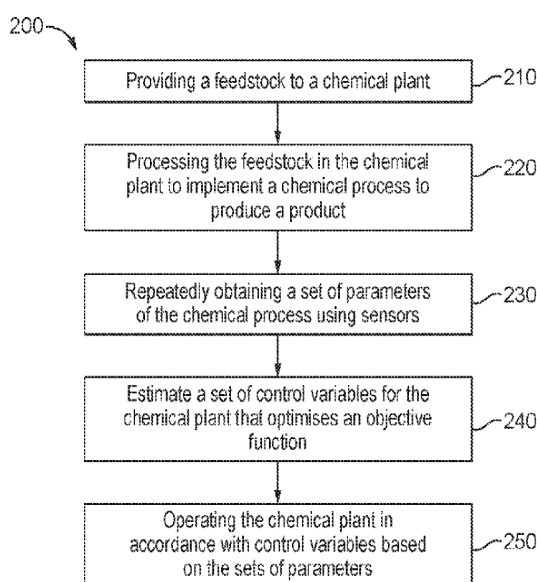 200
Providing a feedstock to a chemical plant
210
Processing the feedstock in the chemical
plant to implement a chemical process to
produce a product
220
Repeatedly obtaining a set of parameters
of the chemical process using sensors
230
Estimate a set of control variables for the
chemical plant that optimises an objective
function
240
Operating the chemical plant in
accordance with control variables based
on the sets of parameters
250